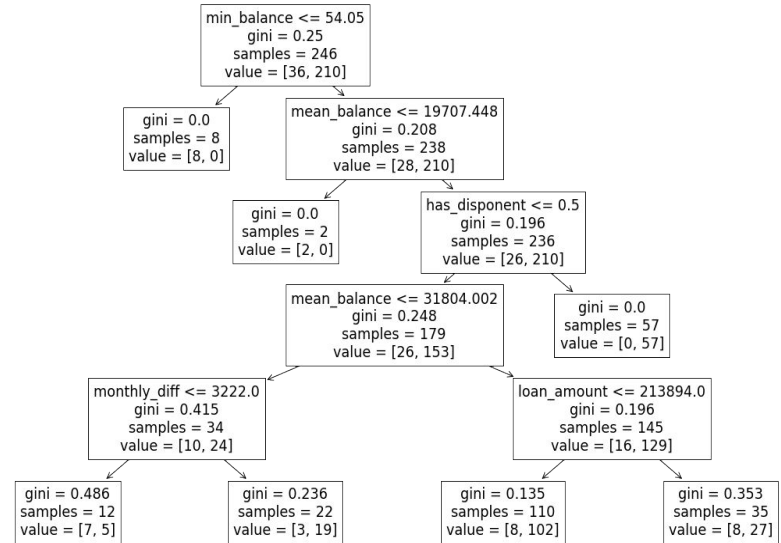 min_balance <= 54.05
gini = 0.25
samples = 246
value = [36, 210]
gini = 0.0
samples = 8
value = [8, 0]
mean_balance <= 19707.448
gini = 0.208
samples = 238
value = [28, 210]
gini = 0.0
samples = 2
value = [2, 0]
has_disponent <= 0.5
gini = 0.196
samples = 236
value = [26, 210]
mean_balance <= 31804.002
gini = 0.248
samples = 179
value = [26, 153]
gini = 0.0
samples = 57
value = [0, 57]
monthly_diff <= 3222.0
gini = 0.415
samples = 34
value = [10, 24]
loan_amount <= 213894.0
gini = 0.196
samples = 145
value = [16, 129]
gini = 0.486
samples = 12
value = [7, 5]
gini = 0.236
samples = 22
value = [3, 19]
gini = 0.135
samples = 110
value = [8, 102]
gini = 0.353
samples = 35
value = [8, 27]